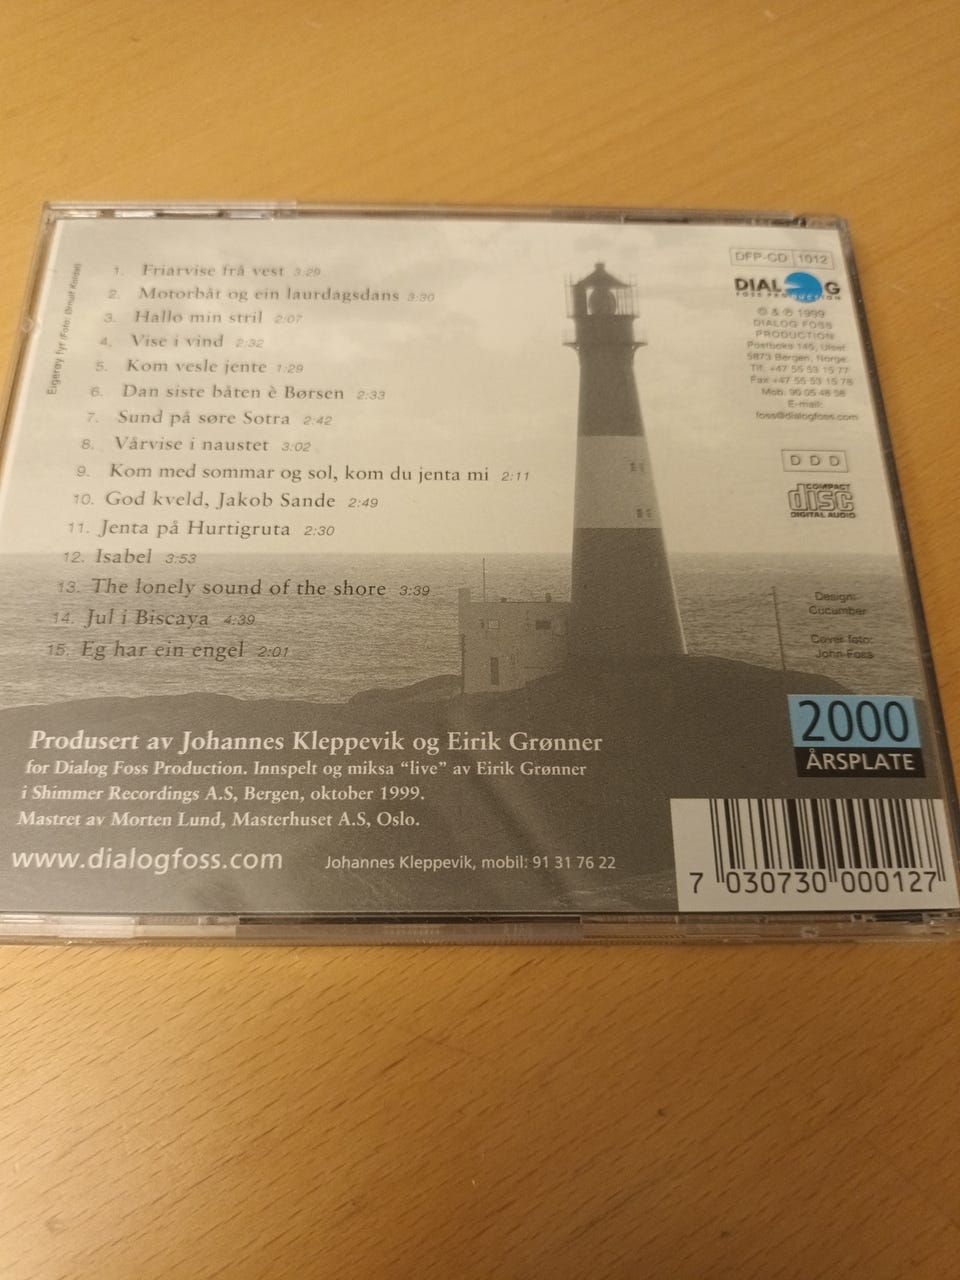 1. Friarvise frå vest 3:29
2. Motorbåt og ein laurdagsdans 3:30
3. Hallo min stril 2:07
4. Vise i vind 2:32
5. Kom vesle jente 1:29
6. Dan siste båten è Børsen 2:33
7. Sund på søre Sotra 2:42
8. Vårvise i naustet 3:02
9. Kom med sommar og sol, kom du jenta mi 2:11
10. God kveld, Jakob Sande 2:49
11. Jenta på Hurtigruta 2:30
12. Isabel 3:53
13. The lonely sound of the shore 3:39
14. Jul i Biscaya 4:39
15. Eg har ein engel 2:01
Eigerøy fyr (Foto:
DFP-CD 1012
DIALOG
FOSS PRODUCTION
© & ℗ 1999
DIALOG FOSS
PRODUCTION
Postboks 145, Ulset
5873 Bergen, Norge
Tlf. +47 55 53 15 77
Fax +47 55 53 15 78
Mob. 90 05 48 58
E-mail:
foss@dialogfoss.com
D D D
COMPACT
disc
DIGITAL AUDIO
Design:
Cucumber
Cover foto:
John Foss
2000
ÅRSPLATE
Produsert av Johannes Kleppevik og Eirik Grønner
for Dialog Foss Production. Innspelt og miksa “live” av Eirik Grønner
i Shimmer Recordings A.S, Bergen, oktober 1999.
Mastret av Morten Lund, Masterhuset A.S, Oslo.
www.dialogfoss.com Johannes Kleppevik, mobil: 91 31 76 22
7 030730 000127